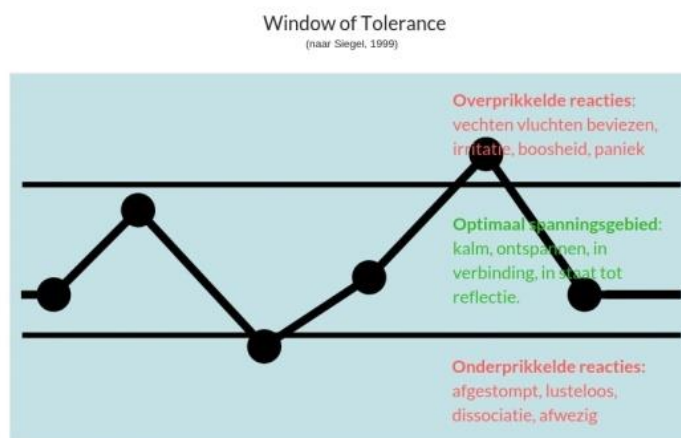 Window of Tolerance
(naar Siegel, 1999)
Overprikkelde reacties:
vechten vluchten beviezen,
irritatie, boosheid, paniek
Optimaal spanningsgebied:
kalm, ontspannen, in
verbinding, in staat tot
reflectie.
Onderprikkelde reacties:
afgestompt, lusteloos,
dissociatie, afwezig